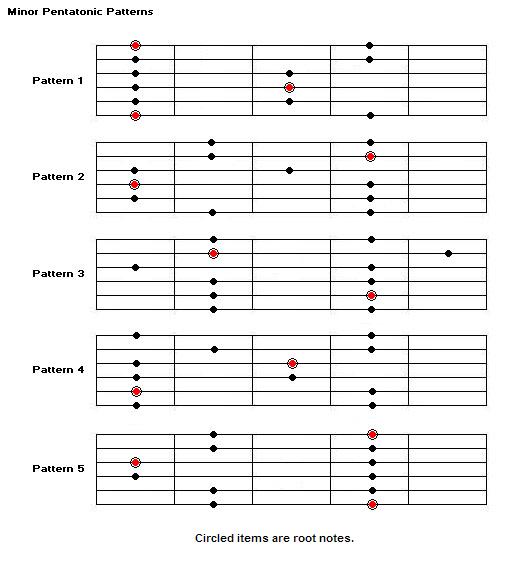 Minor Pentatonic Patterns
Pattern 1
Pattern 2
Pattern 3
Pattern 4
Pattern 5
Circled items are root notes.